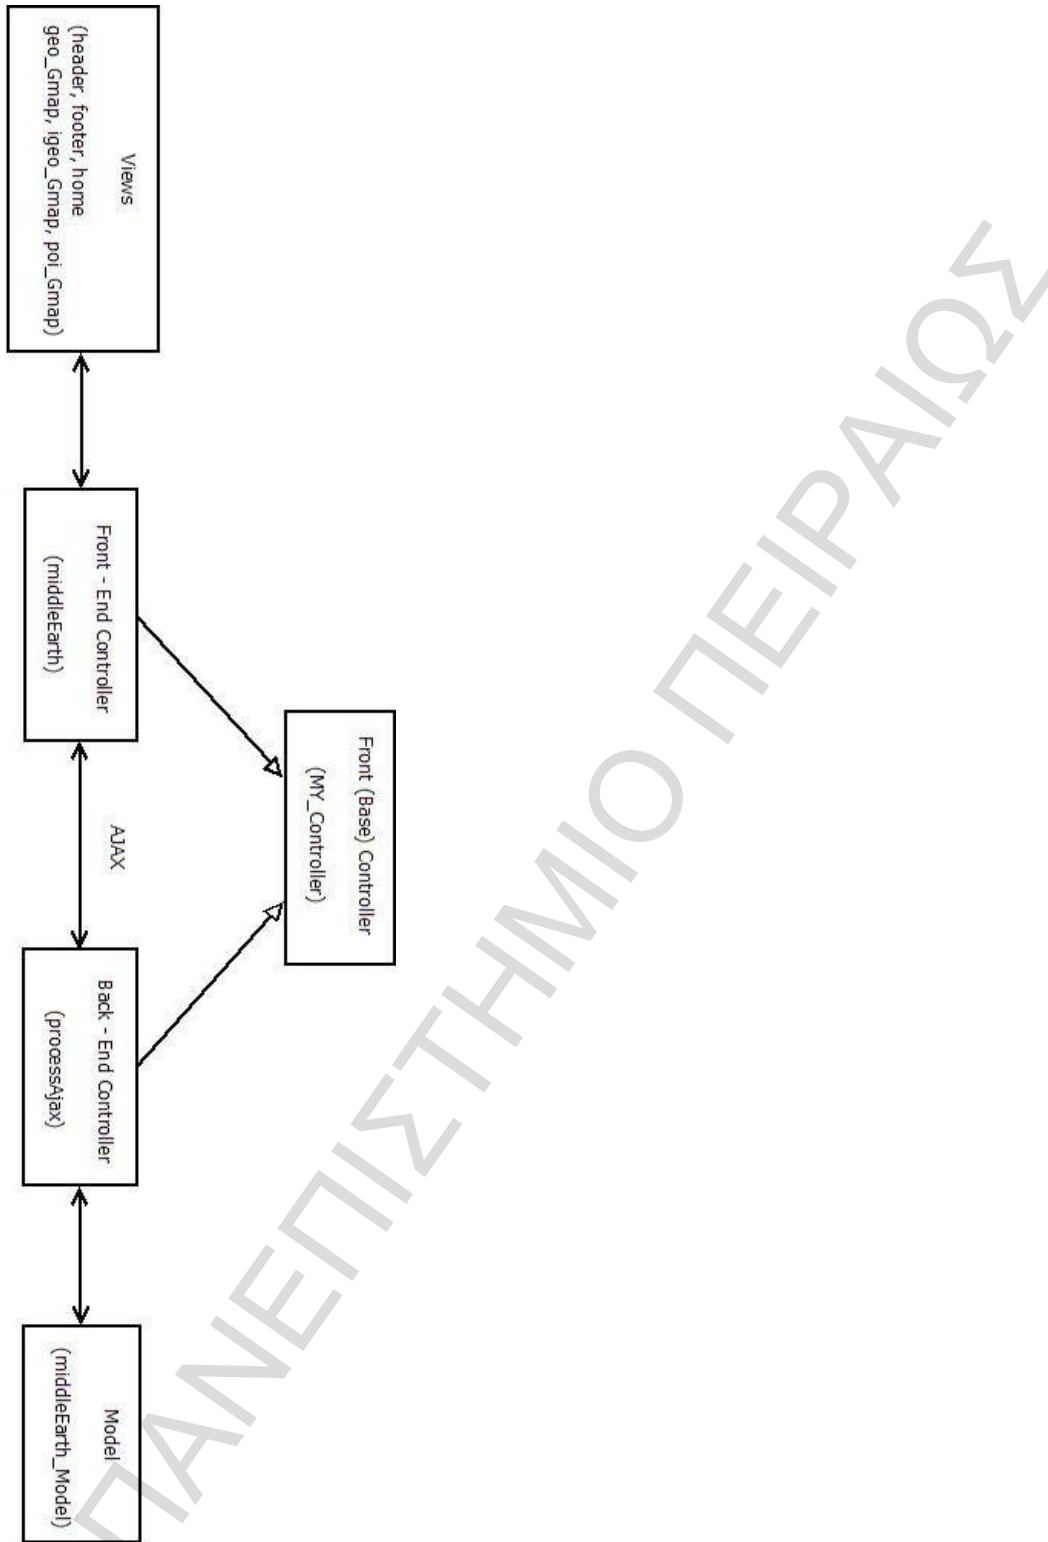 Views
(header, footer, home
geo_Gmap, igeo_Gmap, poi_Gmap)
Front - End Controller
(middleEarth)
Front (Base) Controller
(MY_Controller)
AJAX
Back - End Controller
(processAjax)
Model
(middleEarth_Model)
ΠΑΝΕΠΙΣΤΗΜΙΟ ΠΕΙΡΑΙΩΣ